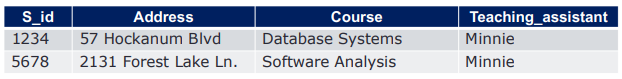 S_id Address Course Teaching_assistant
1234 57 Hockanum Blvd Database Systems Minnie
5678 2131 Forest Lake Ln. Software Analysis Minnie